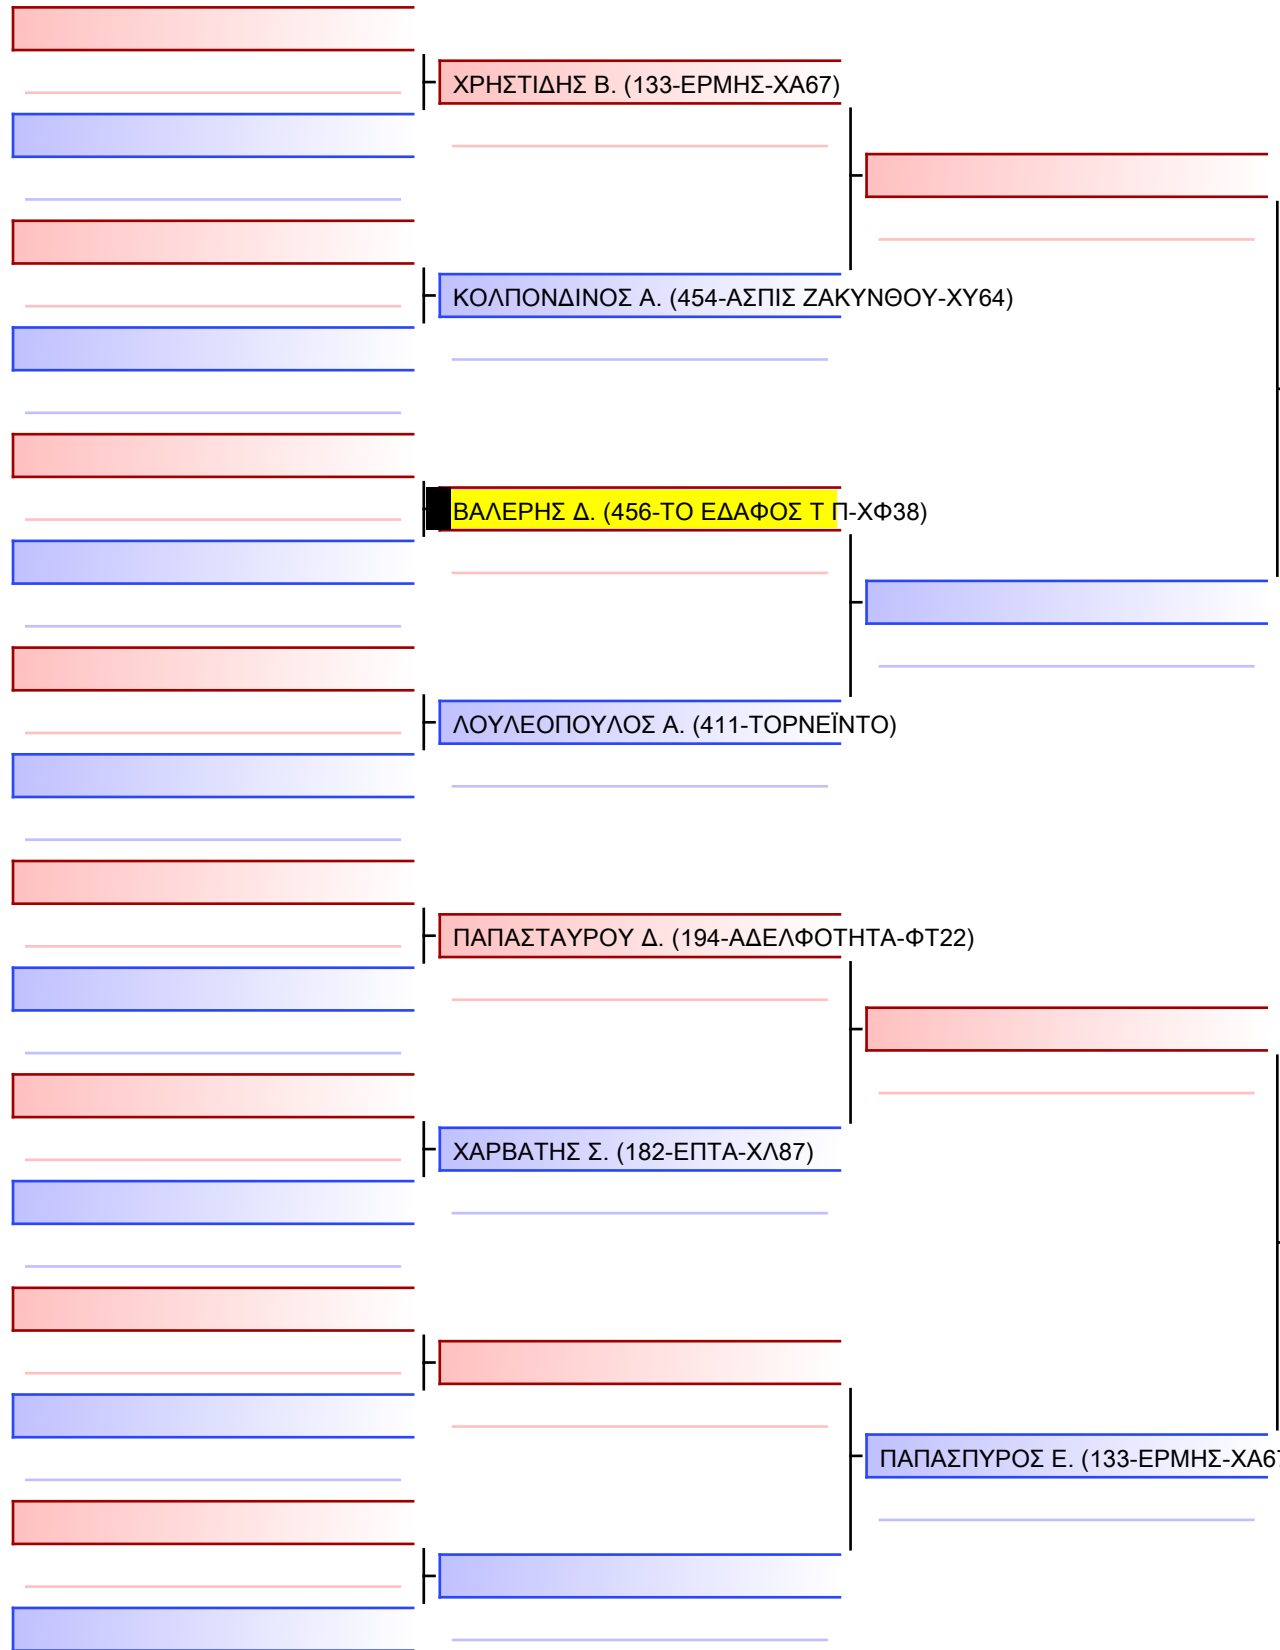 ΧΡΗΣΤΙΔΗΣ Β. (133-ΕΡΜΗΣ-ΧΑ67)
ΚΟΛΠΟΝΔΙΝΟΣ Α. (454-ΑΣΠΙΣ ΖΑΚΥΝΘΟΥ-ΧΥ64)
ΒΑΛΕΡΗΣ Δ. (456-ΤΟ ΕΔΑΦΟΣ Τ Π-ΧΦ38)
ΛΟΥΛΕΟΠΟΥΛΟΣ Α. (411-ΤΟΡΝΕΪΝΤΟ)
ΠΑΠΑΣΤΑΥΡΟΥ Δ. (194-ΑΔΕΛΦΟΤΗΤΑ-ΦΤ22)
ΧΑΡΒΑΤΗΣ Σ. (182-ΕΠΤΑ-ΧΛ87)
ΠΑΠΑΣΠΥΡΟΣ Ε. (133-ΕΡΜΗΣ-ΧΑ67